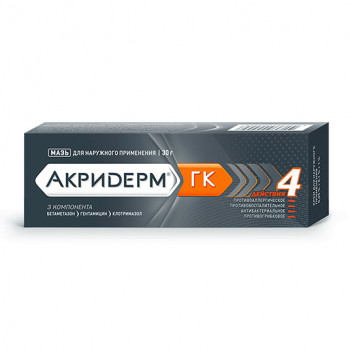 МАЗЬ ДЛЯ НАРУЖНОГО ПРИМЕНЕНИЯ | 30 г
АКРИДЕРМ® ГК
4 ДЕЙСТВИЯ
3 КОМПОНЕНТА
БЕТАМЕТАЗОН ГЕНТАМИЦИН КЛОТРИМАЗОЛ
ПРОТИВОАЛЛЕРГИЧЕСКОЕ
ПРОТИВОВОСПАЛИТЕЛЬНОЕ
АНТИБАКТЕРИАЛЬНОЕ
ПРОТИВОГРИБКОВОЕ